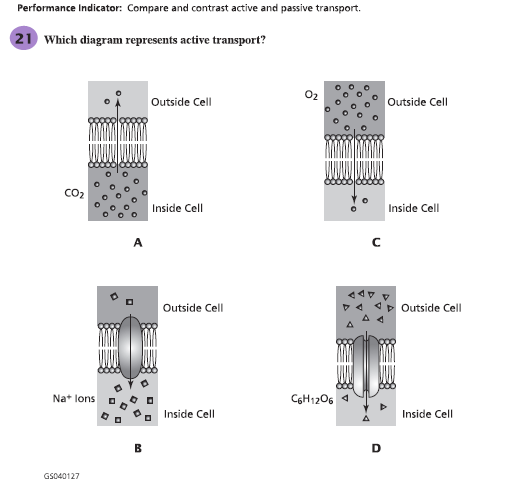 Performance Indicator: Compare and contrast active and passive transport.
21 Which diagram represents active transport?
Outside Cell
CO₂
Inside Cell
A
O₂
Outside Cell
Inside Cell
C
Outside Cell
Na⁺ Ions
Inside Cell
B
Outside Cell
C₆H₁₂O₆
Inside Cell
D
GS040127